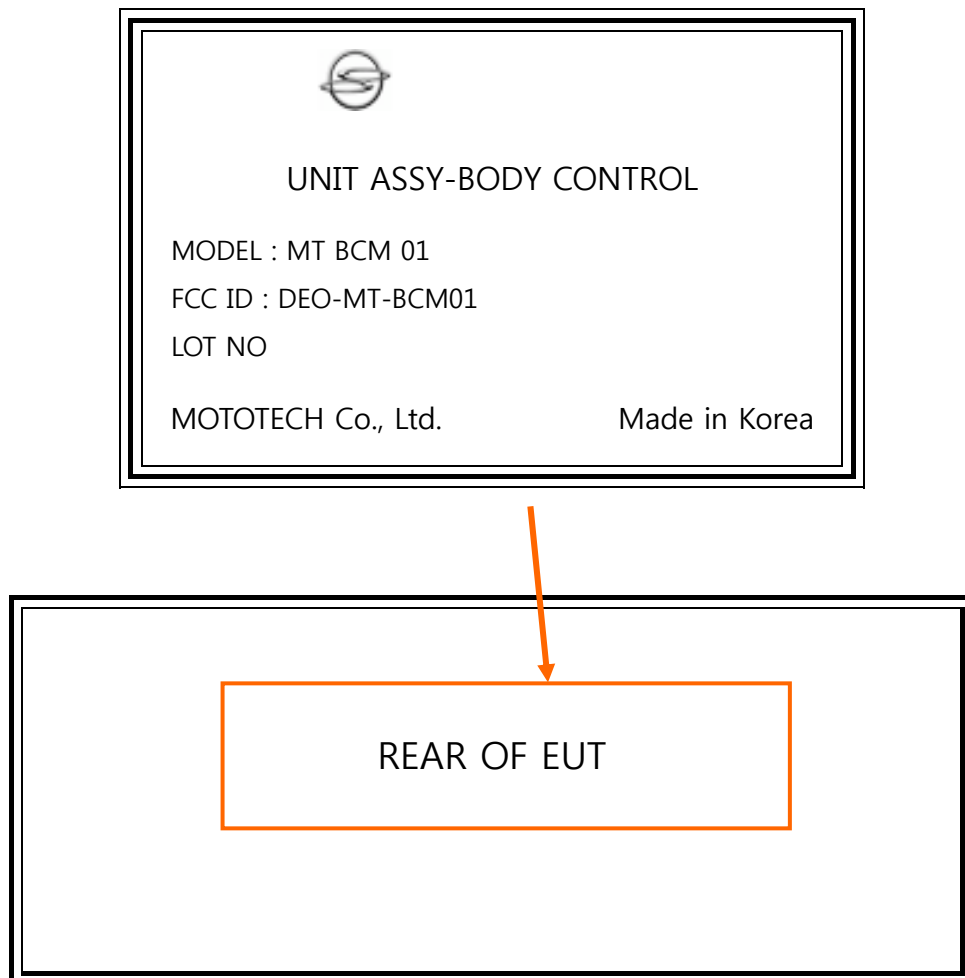 UNIT ASSY-BODY CONTROL
MODEL : MT BCM 01
FCC ID : DEO-MT-BCM01
LOT NO
MOTOTECH Co., Ltd. Made in Korea
REAR OF EUT